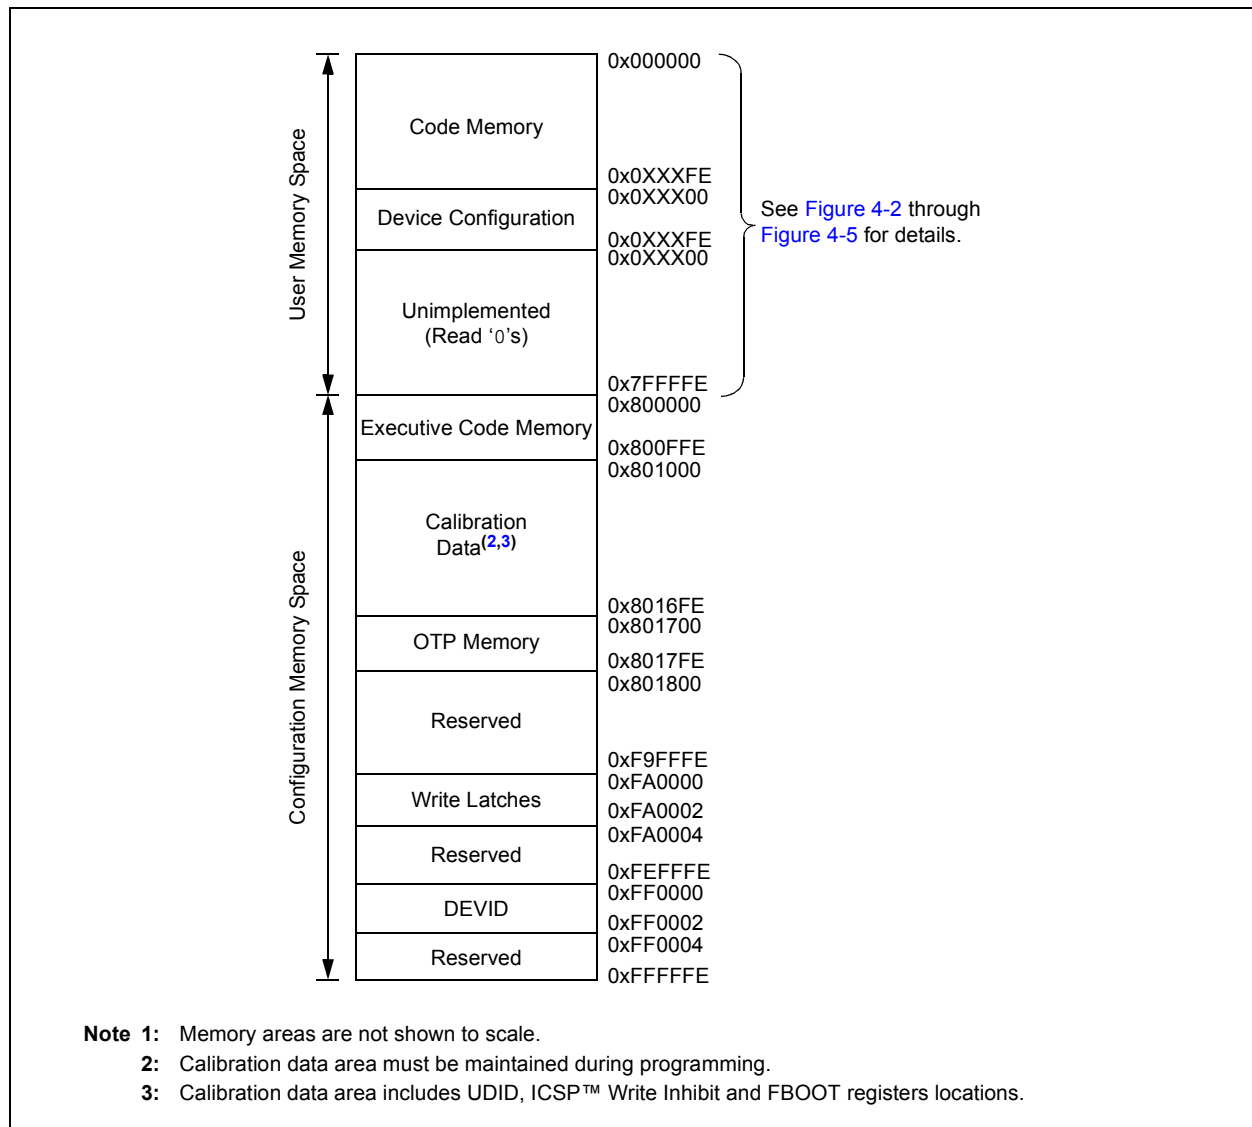 0x000000
User Memory Space
Code Memory
0x0XXXFE
0x0XXX00
Device Configuration
0x0XXXFE
0x0XXX00
See Figure 4-2 through
Figure 4-5 for details.
Unimplemented
(Read ‘0’s)
0x7FFFFE
0x800000
Configuration Memory Space
Executive Code Memory
0x800FFE
0x801000
Calibration
Data(2,3)
0x8016FE
0x801700
OTP Memory
0x8017FE
0x801800
Reserved
0xF9FFFE
0xFA0000
Write Latches
0xFA0002
0xFA0004
Reserved
0xFEFFFE
0xFF0000
DEVID
0xFF0002
0xFF0004
Reserved
0xFFFFFE
Note 1: Memory areas are not shown to scale.
2: Calibration data area must be maintained during programming.
3: Calibration data area includes UDID, ICSP™ Write Inhibit and FBOOT registers locations.